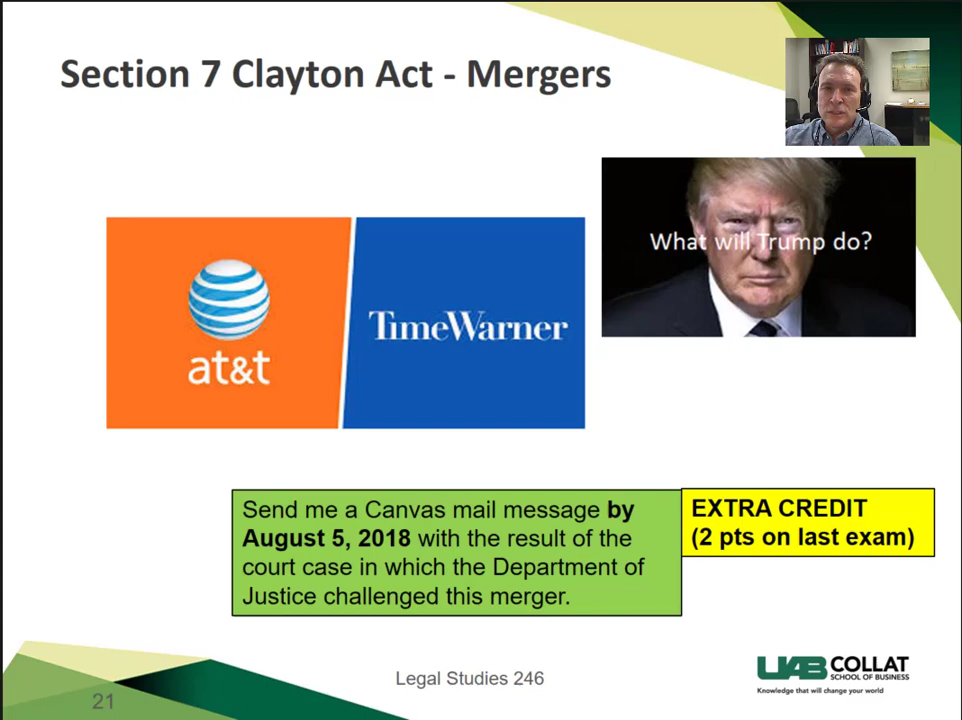 Section 7 Clayton Act - Mergers
What will Trump do?
at&t
TimeWarner
Send me a Canvas mail message by
August 5, 2018 with the result of the
court case in which the Department of
Justice challenged this merger.
EXTRA CREDIT
(2 pts on last exam)
Legal Studies 246
UAB COLLAT
SCHOOL OF BUSINESS
Knowledge that will change your world
21